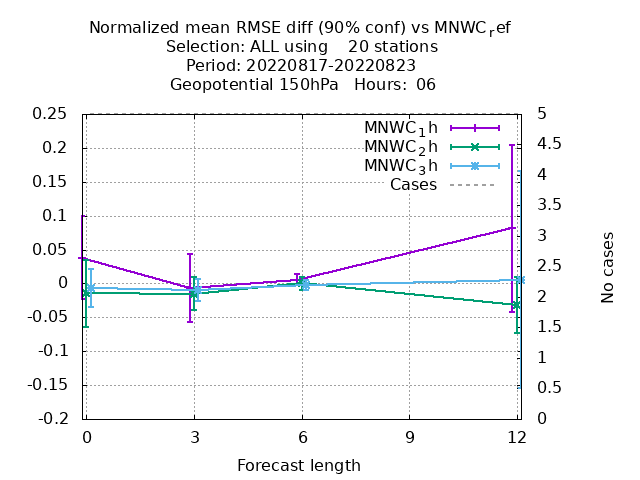 Normalized mean RMSE diff (90% conf) vs MNWC_ref
Selection: ALL using    20 stations
Period: 20220817-20220823
Geopotential 150hPa   Hours:  06
MNWC_1h
MNWC_2h
MNWC_3h
Cases
0.25
0.2
0.15
0.1
0.05
0
-0.05
-0.1
-0.15
-0.2
5
4.5
4
3.5
3
2.5
2
1.5
1
0.5
0
No cases
0 3 6 9 12
Forecast length